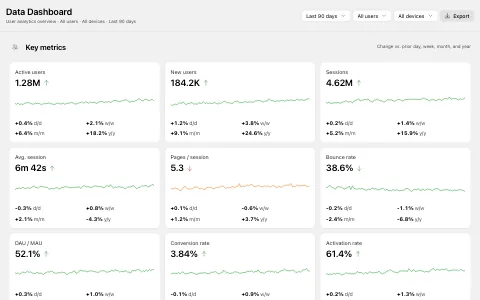 Data Dashboard
User analytics overview · All users · All devices · Last 90 days
Last 90 days
All users
All devices
Export
Key metrics
Change vs. prior day, week, month, and year
Active users
1.28M ↑
+0.4% d/d +2.1% w/w
+6.4% m/m +18.2% y/y
New users
184.2K ↑
+1.2% d/d +3.8% w/w
+9.1% m/m +24.6% y/y
Sessions
4.62M ↑
+0.2% d/d +1.4% w/w
+5.2% m/m +15.9% y/y
Avg. session
6m 42s ↑
-0.3% d/d +0.8% w/w
+2.1% m/m -4.3% y/y
Pages / session
5.3 ↓
+0.1% d/d -0.6% w/w
+1.2% m/m +3.7% y/y
Bounce rate
38.6% ↓
-0.2% d/d -1.1% w/w
-2.4% m/m -6.8% y/y
DAU / MAU
52.1% ↑
+0.3% d/d +1.0% w/w
Conversion rate
3.84% ↑
-0.1% d/d +0.9% w/w
Activation rate
61.4% ↑
+0.2% d/d +1.3% w/w